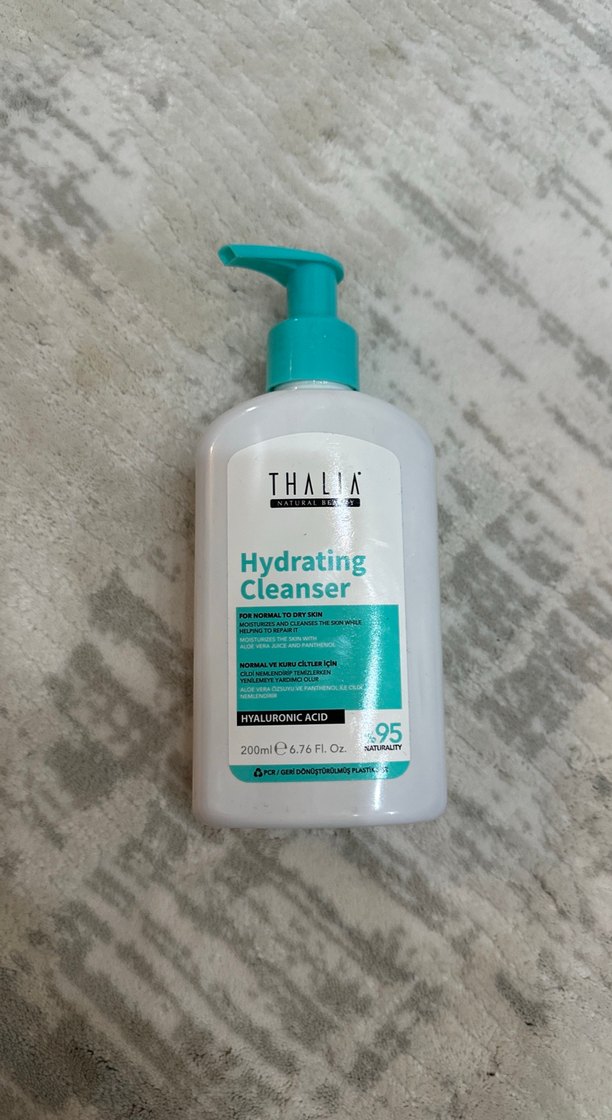 THALIA
NATURAL BEAUTY
Hydrating
Cleanser
FOR NORMAL TO DRY SKIN
MOISTURIZES AND CLEANSES THE SKIN WHILE
HELPING TO REPAIR IT
MOISTURIZES THE SKIN WITH
ALOE VERA JUICE AND PANTHENOL
NORMAL VE KURU CİLTLER İÇİN
CİLDİ NEMLENDİRİP TEMİZLERKEN
YENİLEMEYE YARDIMCI OLUR
ALOE VERA ÖZSUYU VE PANTHENOL İLE CİLDİ
NEMLENDİRİR
HYALURONIC ACID
%95
NATURALITY
200ml ℮ 6.76 Fl. Oz.
PCR / GERİ DÖNÜŞTÜRÜLMÜŞ PLASTİK